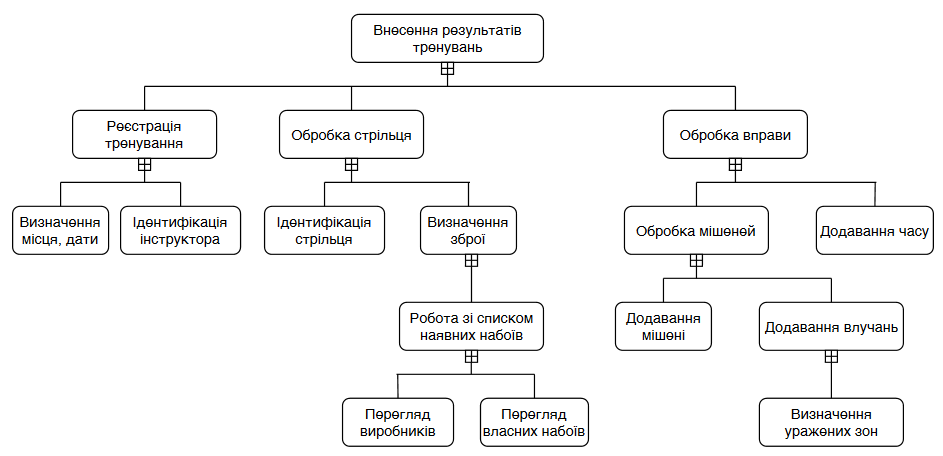 Внесення результатів
тренувань
Реєстрація
тренування
Обробка стрільця
Обробка вправи
Визначення
місця, дати
Ідентифікація
інструктора
Ідентифікація
стрільця
Визначення
зброї
Обробка мішеней
Додавання часу
Робота зі списком
наявних набоїв
Додавання
мішені
Додавання влучань
Перегляд
виробників
Перегляд
власних набоїв
Визначення
уражених зон